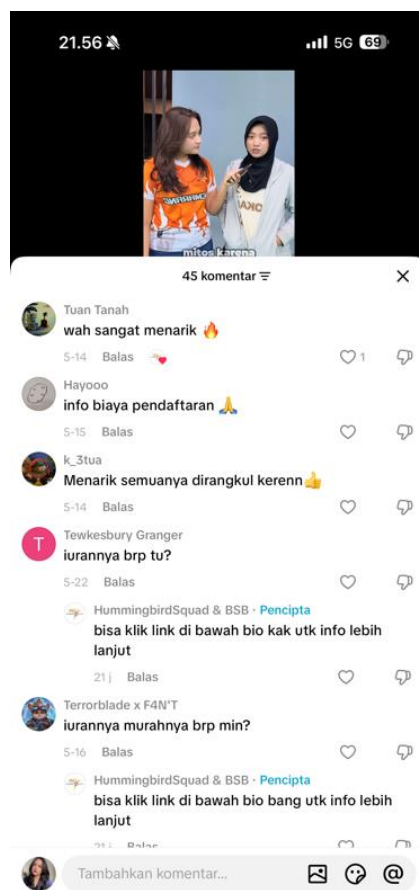 21.56
5G 69
mitos karena
45 komentar
Tuan Tanah
wah sangat menarik 🔥
5-14 Balas
1
Hayooo
info biaya pendaftaran 🙏
5-15 Balas
k_3tua
Menarik semuanya dirangkul kerenn👍
5-14 Balas
T
Tewkesbury Granger
iurannya brp tu?
5-22 Balas
HummingbirdSquad & BSB · Pencipta
bisa klik link di bawah bio kak utk info lebih
lanjut
21 j Balas
Terrorblade x F4N'T
iurannya murahnya brp min?
5-16 Balas
HummingbirdSquad & BSB · Pencipta
bisa klik link di bawah bio bang utk info lebih
lanjut
21 j Balas
Tambahkan komentar...